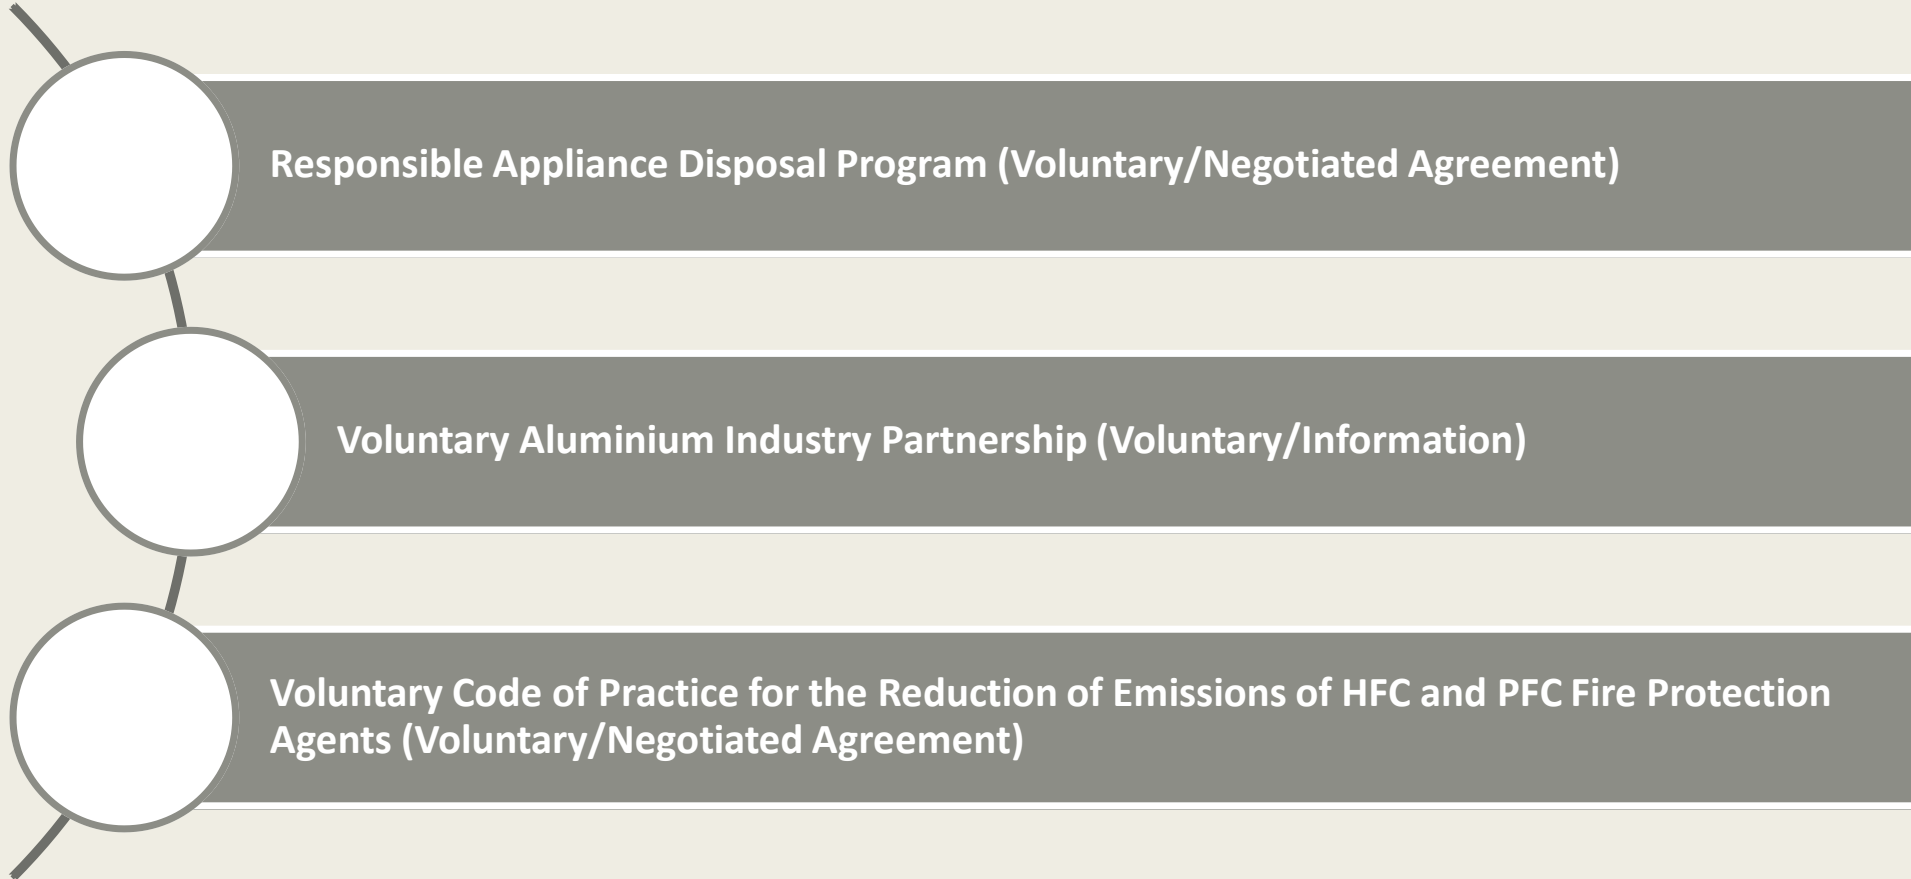 Responsible Appliance Disposal Program (Voluntary/Negotiated Agreement)
Voluntary Aluminium Industry Partnership (Voluntary/Information)
Voluntary Code of Practice for the Reduction of Emissions of HFC and PFC Fire Protection
Agents (Voluntary/Negotiated Agreement)